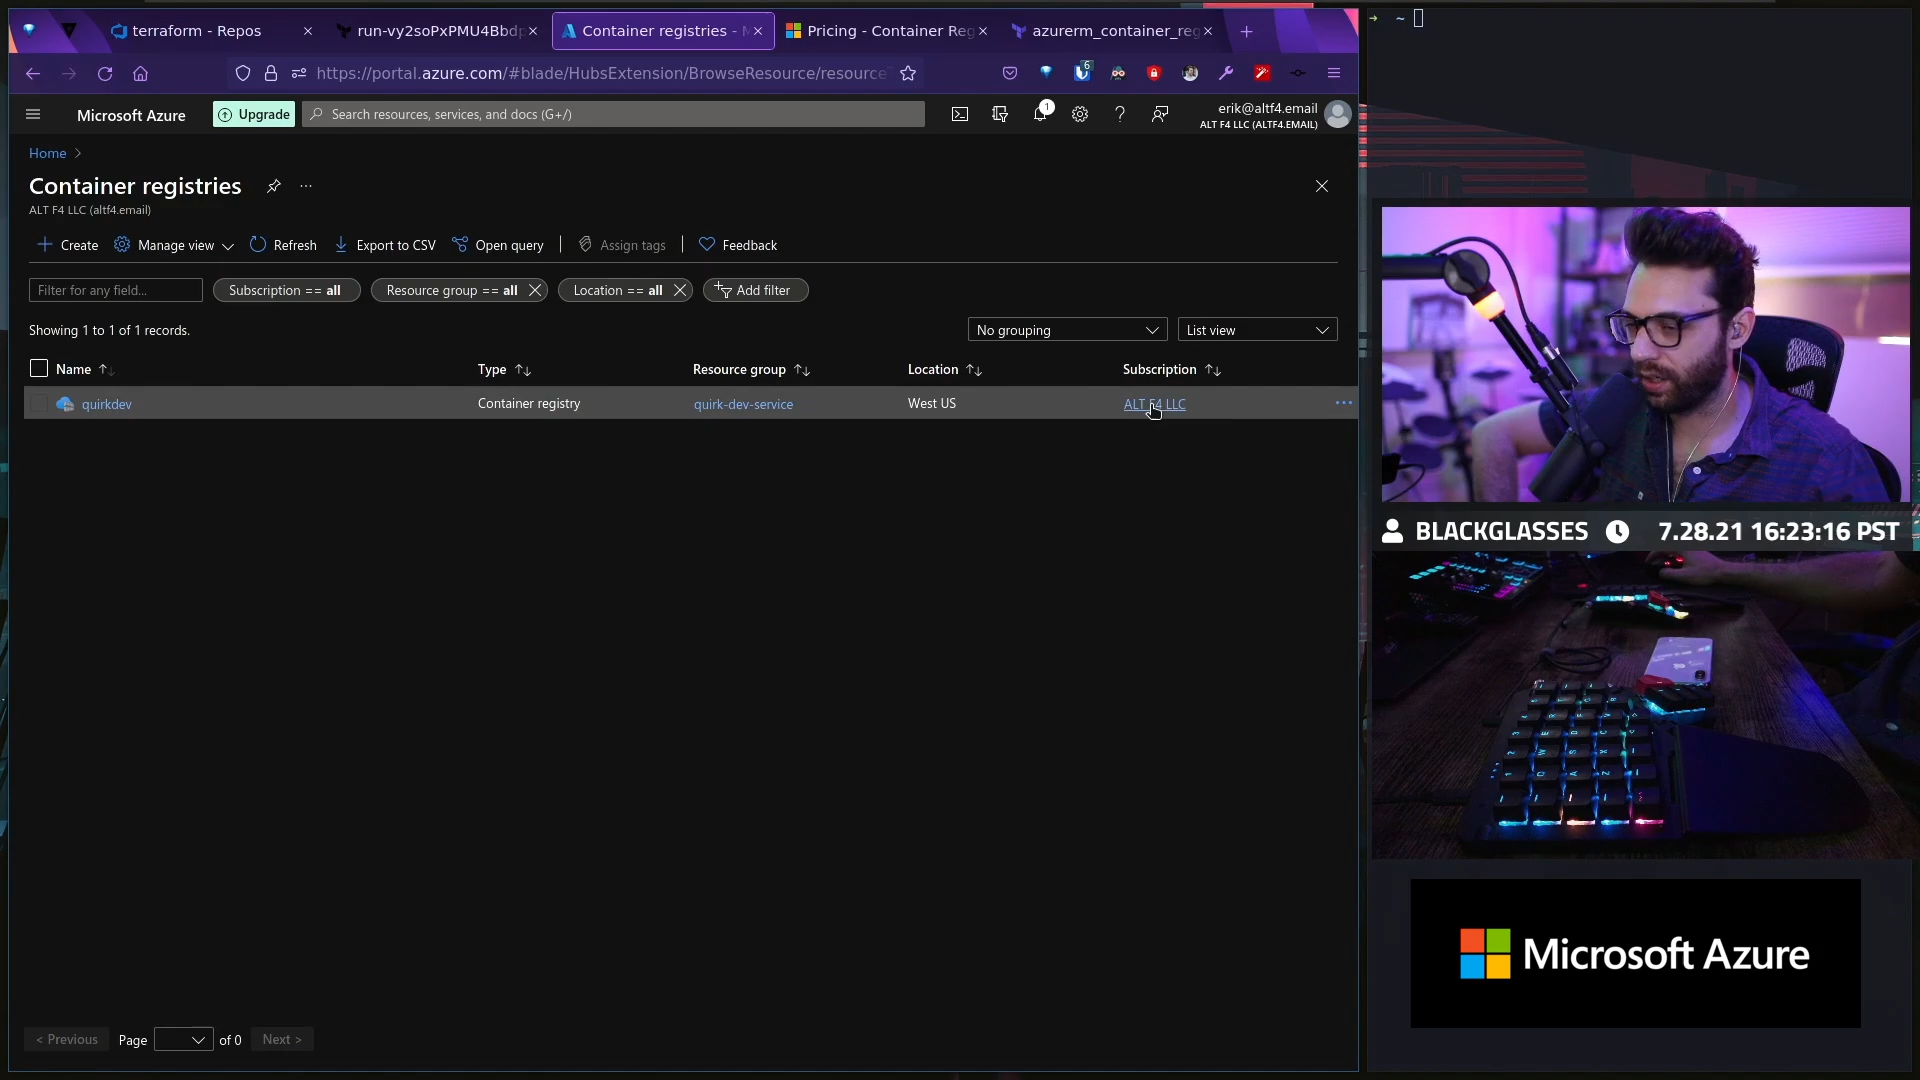 terraform - Repos
run-vy2soPxPMU4Bbdp
Container registries - M
Pricing - Container Reg
azurerm_container_reg
https://portal.azure.com/#blade/HubsExtension/BrowseResource/resource
6
Microsoft Azure
Upgrade
Search resources, services, and docs (G+/)
1
erik@altf4.email
ALT F4 LLC (ALTF4.EMAIL)
Home >
Container registries
ALT F4 LLC (altf4.email)
Create
Manage view
Refresh
Export to CSV
Open query
Assign tags
Feedback
Filter for any field...
Subscription == all
Resource group == all
Location == all
Add filter
Showing 1 to 1 of 1 records.
No grouping
List view
Name
Type
Resource group
Location
Subscription
quirkdev
Container registry
quirk-dev-service
West US
ALT F4 LLC
< Previous
Page
of 0
Next >
~
BLACKGLASSES
7.28.21 16:23:16 PST
Microsoft Azure